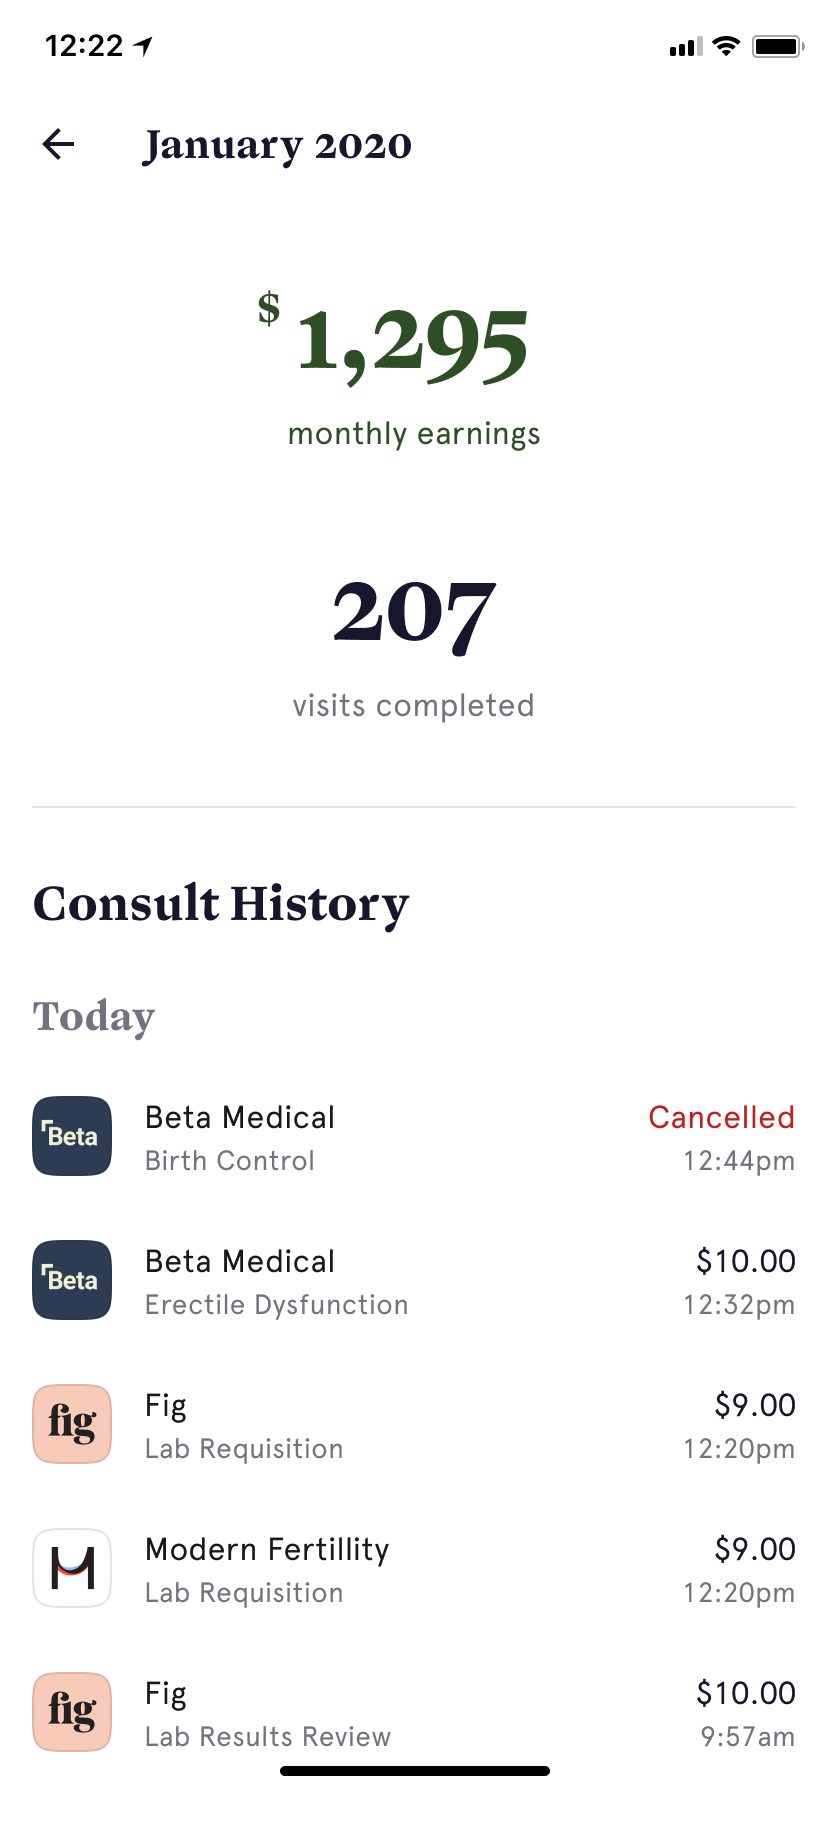 12:22
January 2020
$1,295
monthly earnings
207
visits completed
Consult History
Today
Beta
Beta Medical
Cancelled
Birth Control
12:44pm
Beta
Beta Medical
$10.00
Erectile Dysfunction
12:32pm
fig
Fig
$9.00
Lab Requisition
12:20pm
Modern Fertillity
$9.00
Lab Requisition
12:20pm
fig
Fig
$10.00
Lab Results Review
9:57am